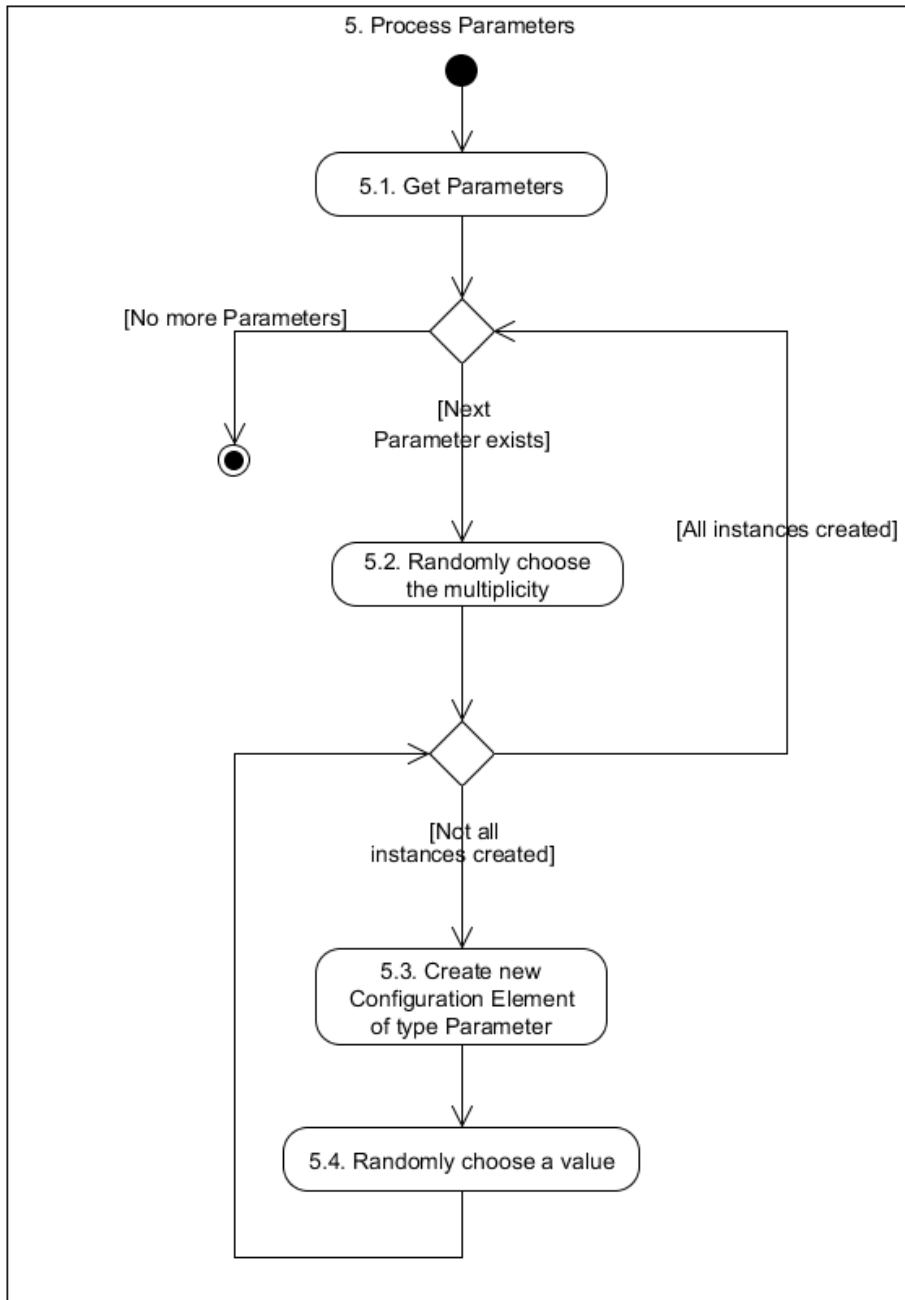 5. Process Parameters
5.1. Get Parameters
[No more Parameters]
[Next
Parameter exists]
[All instances created]
5.2. Randomly choose
the multiplicity
[Not all
instances created]
5.3. Create new
Configuration Element
of type Parameter
5.4. Randomly choose a value